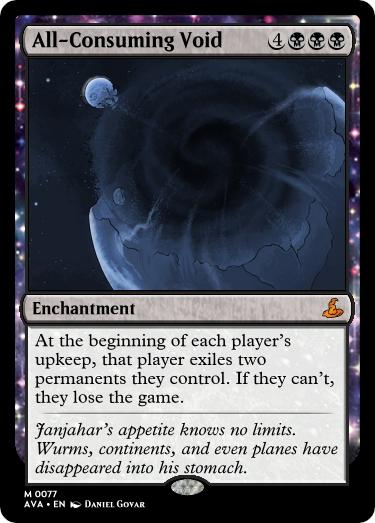 All-Consuming Void 4
Enchantment
At the beginning of each player's
upkeep, that player exiles two
permanents they control. If they can't,
they lose the game.
Janjahar's appetite knows no limits.
Wurms, continents, and even planes have
disappeared into his stomach.
M 0077
AVA • EN Daniel Govar